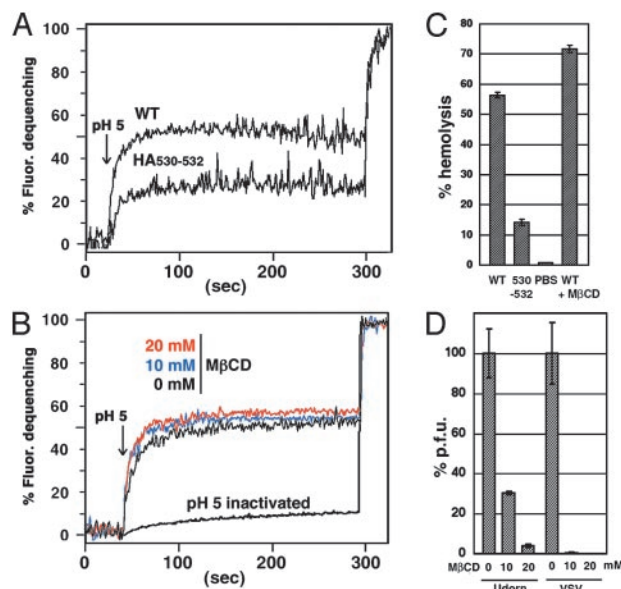 A
% Fluor. dequenching
100
80
60
40
20
0
pH 5
WT
HA530-532
0
100
200
300
(sec)
B
% Fluor. dequenching
100
80
60
40
20
0
20 mM
10 mM
0 mM
MβCD
pH 5
pH 5 inactivated
0
100
200
300
(sec)
C
% hemolysis
80
70
60
50
40
30
20
10
0
WT 530 PBS WT
-532 + MβCD
D
% p.f.u.
100
80
60
40
20
0
MβCD 0 10 20 0 10 20 mM
Udorn VSV